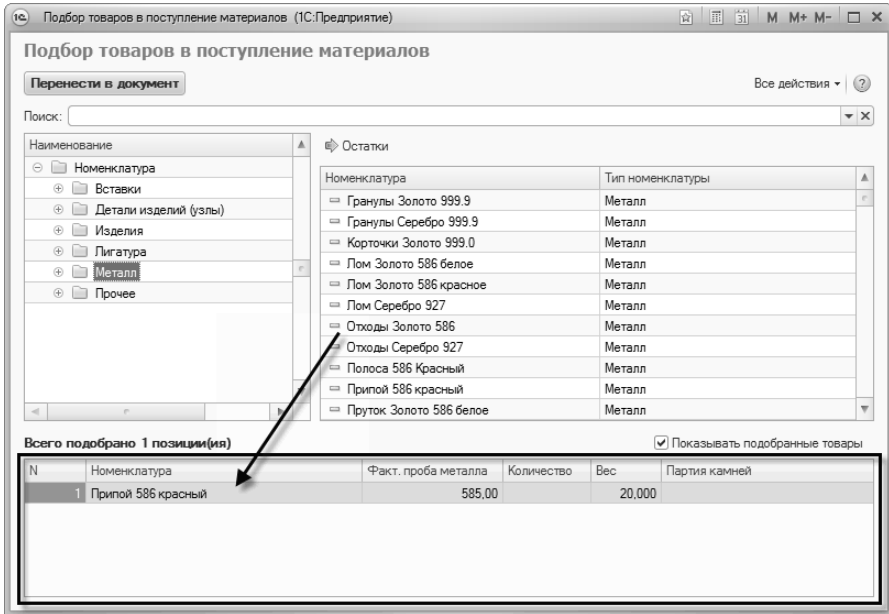 1С Подбор товаров в поступление материалов (1С:Предприятие) 31 M M+ M-
Подбор товаров в поступление материалов
Перенести в документ Все действия ?
Поиск:
Наименование
Номенклатура
Вставки
Детали изделий (узлы)
Изделия
Лигатура
Металл
Прочее
Остатки
Номенклатура Тип номенклатуры
Гранулы Золото 999.9 Металл
Гранулы Серебро 999.9 Металл
Корточки Золото 999.0 Металл
Лом Золото 586 белое Металл
Лом Золото 586 красное Металл
Лом Серебро 927 Металл
Отходы Золото 586 Металл
Отходы Серебро 927 Металл
Полоса 586 Красный Металл
Припой 586 красный Металл
Пруток Золото 586 белое Металл
Всего подобрано 1 позиции(ия) Показывать подобранные товары
N Номенклатура Факт. проба металла Количество Вес Партия камней
1 Припой 586 красный 585,00 20,000